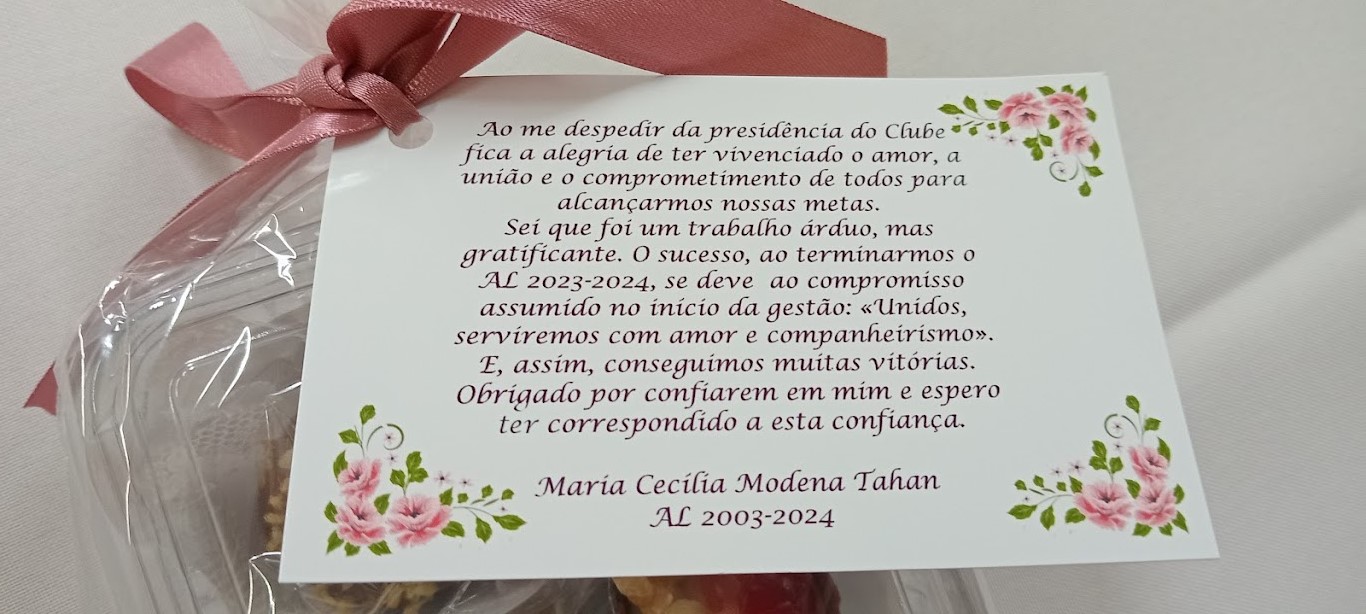 Ao me despedir da presidência do Clube
fica a alegria de ter vivenciado o amor, a
união e o comprometimento de todos para
alcançarmos nossas metas.
Sei que foi um trabalho árduo, mas
gratificante. O sucesso, ao terminarmos o
AL 2023-2024, se deve ao compromisso
assumido no início da gestão: «Unidos,
serviremos com amor e companheirismo».
E, assim, conseguimos muitas vitórias.
Obrigado por confiarem em mim e espero
ter correspondido a esta confiança.
Maria Cecília Modena Tahan
AL 2003-2024